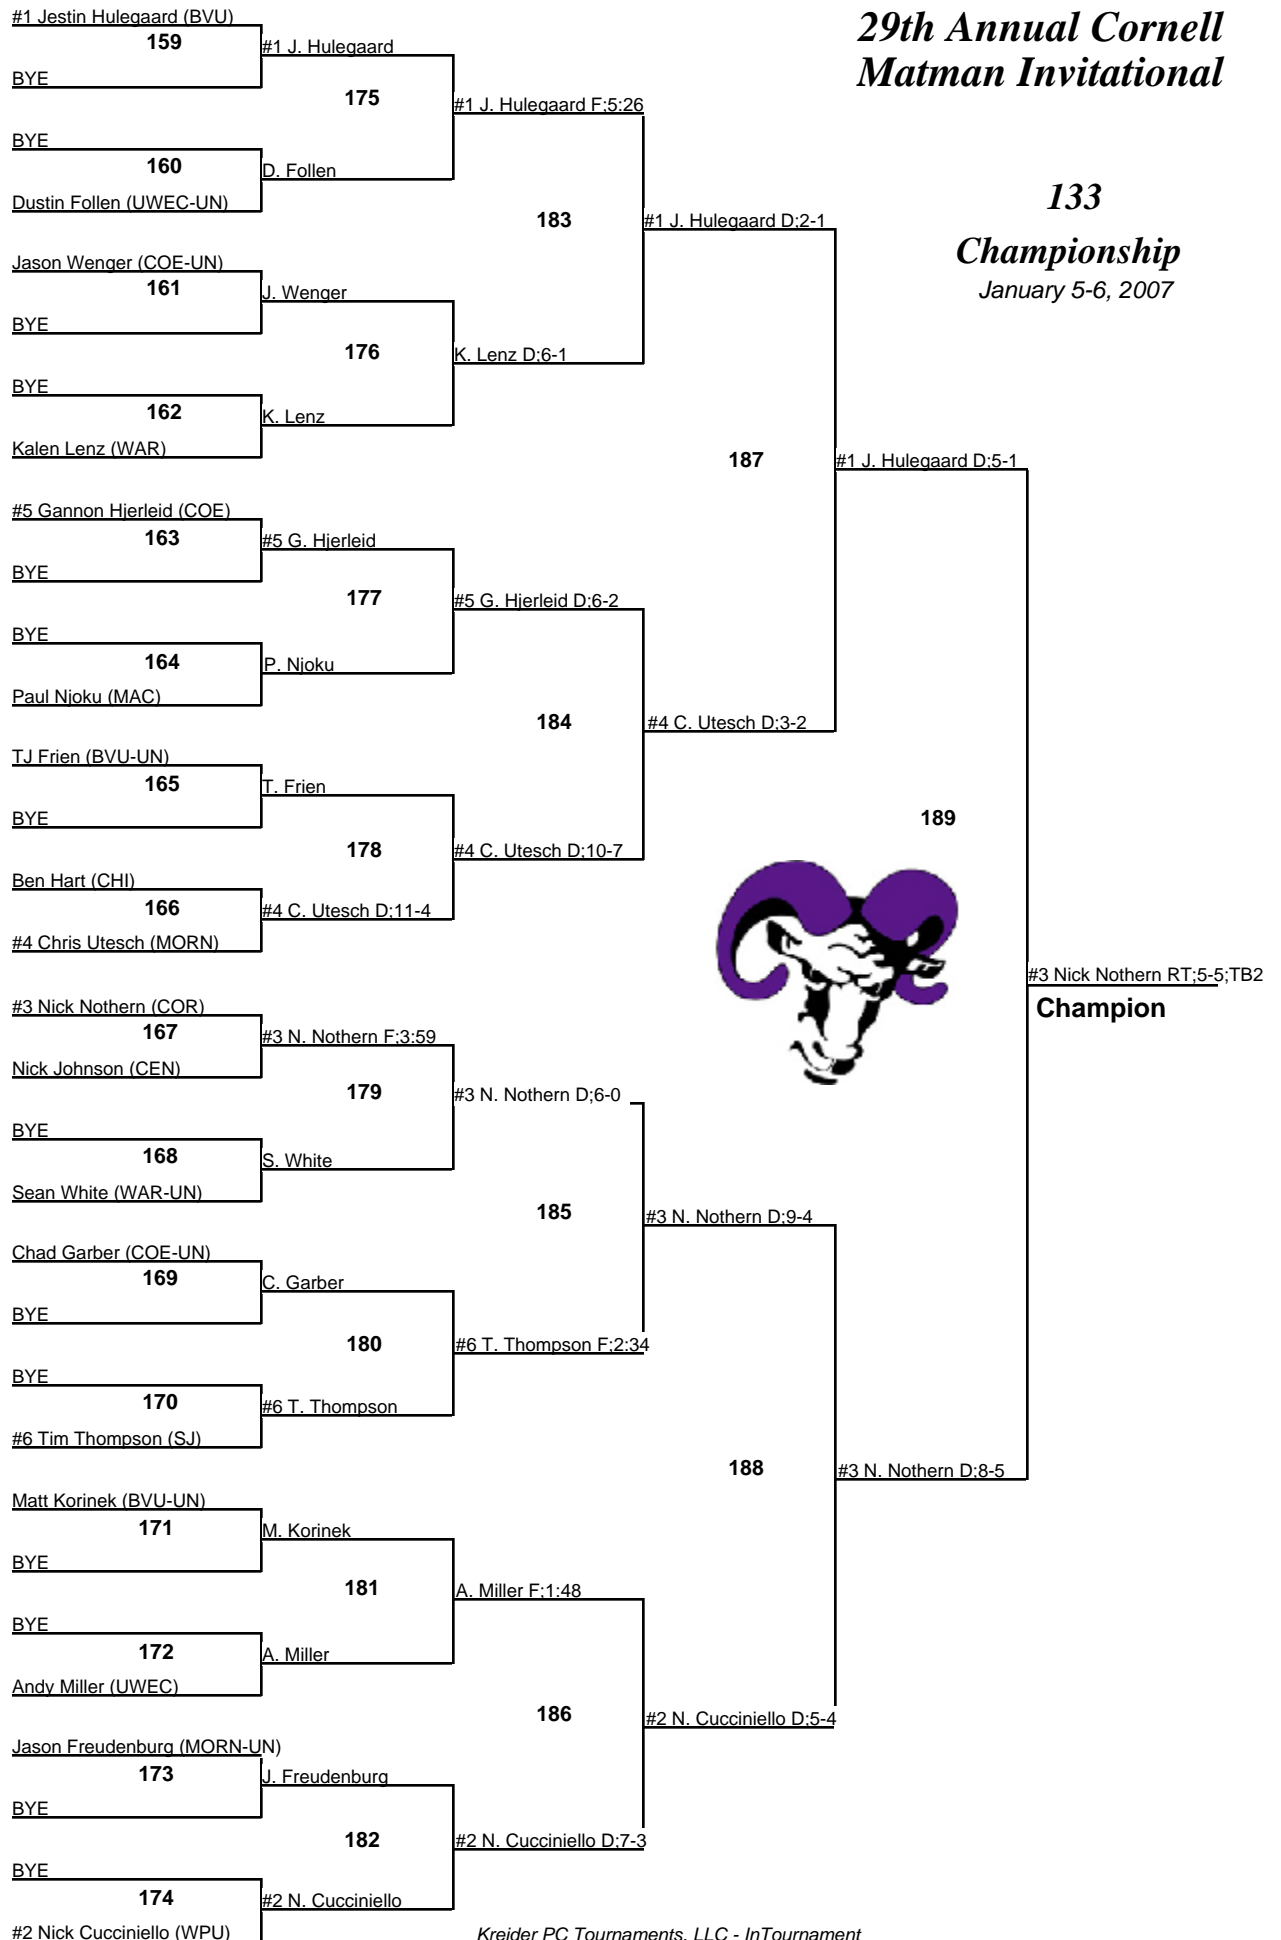 29th Annual Cornell
Matman Invitational
133
Championship
January 5-6, 2007
#1 Jestin Hulegaard (BVU)
159
BYE
BYE
160
Dustin Follen (UWEC-UN)
Jason Wenger (COE-UN)
161
BYE
BYE
162
Kalen Lenz (WAR)
#5 Gannon Hjerleid (COE)
163
BYE
BYE
164
Paul Njoku (MAC)
TJ Frien (BVU-UN)
165
BYE
Ben Hart (CHI)
166
#4 Chris Utesch (MORN)
#3 Nick Nothern (COR)
167
Nick Johnson (CEN)
BYE
168
Sean White (WAR-UN)
Chad Garber (COE-UN)
169
BYE
BYE
170
#6 Tim Thompson (SJ)
Matt Korinek (BVU-UN)
171
BYE
BYE
172
Andy Miller (UWEC)
Jason Freudenburg (MORN-UN)
173
BYE
BYE
174
#2 Nick Cucciniello (WPU)
#1 J. Hulegaard
175
D. Follen
J. Wenger
176
K. Lenz
#5 G. Hjerleid
177
P. Njoku
T. Frien
178
#4 C. Utesch D;11-4
#3 N. Nothern F;3:59
179
S. White
C. Garber
180
#6 T. Thompson
M. Korinek
181
A. Miller
J. Freudenburg
182
#2 N. Cucciniello
#1 J. Hulegaard F;5:26
183
K. Lenz D;6-1
#5 G. Hjerleid D;6-2
184
#4 C. Utesch D;10-7
#3 N. Nothern D;6-0
185
#6 T. Thompson F;2:34
A. Miller F;1:48
186
#2 N. Cucciniello D;7-3
#1 J. Hulegaard D;2-1
187
#4 C. Utesch D;3-2
#3 N. Nothern D;9-4
188
#2 N. Cucciniello D;5-4
#1 J. Hulegaard D;5-1
189
#3 N. Nothern D;8-5
#3 Nick Nothern RT;5-5;TB2
Champion
Kreider PC Tournaments, LLC - InTournament